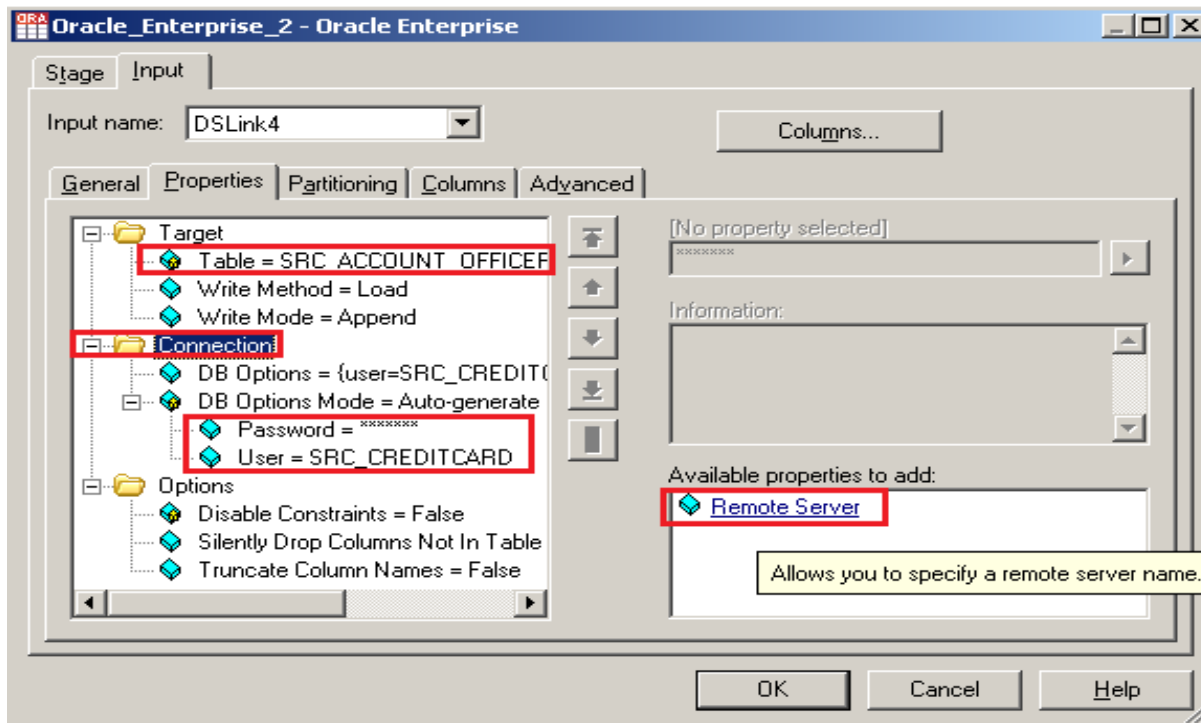 ORA
Oracle_Enterprise_2 - Oracle Enterprise
Stage
Input
Input name:
DSLink4
Columns...
General
Properties
Partitioning
Columns
Advanced
Target
Table = SRC_ACCOUNT_OFFICER
Write Method = Load
Write Mode = Append
Connection
DB Options = {user=SRC_CREDIT
DB Options Mode = Auto-generate
Password = *******
User = SRC_CREDITCARD
Options
Disable Constraints = False
Silently Drop Columns Not In Table
Truncate Column Names = False
[No property selected]
*******
Information:
Available properties to add:
Remote Server
Allows you to specify a remote server name.
OK
Cancel
Help